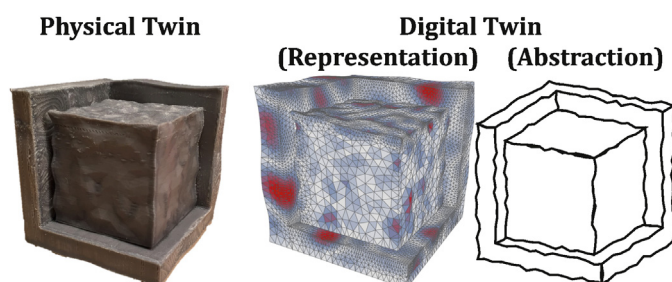 Physical Twin
Digital Twin
(Representation) (Abstraction)